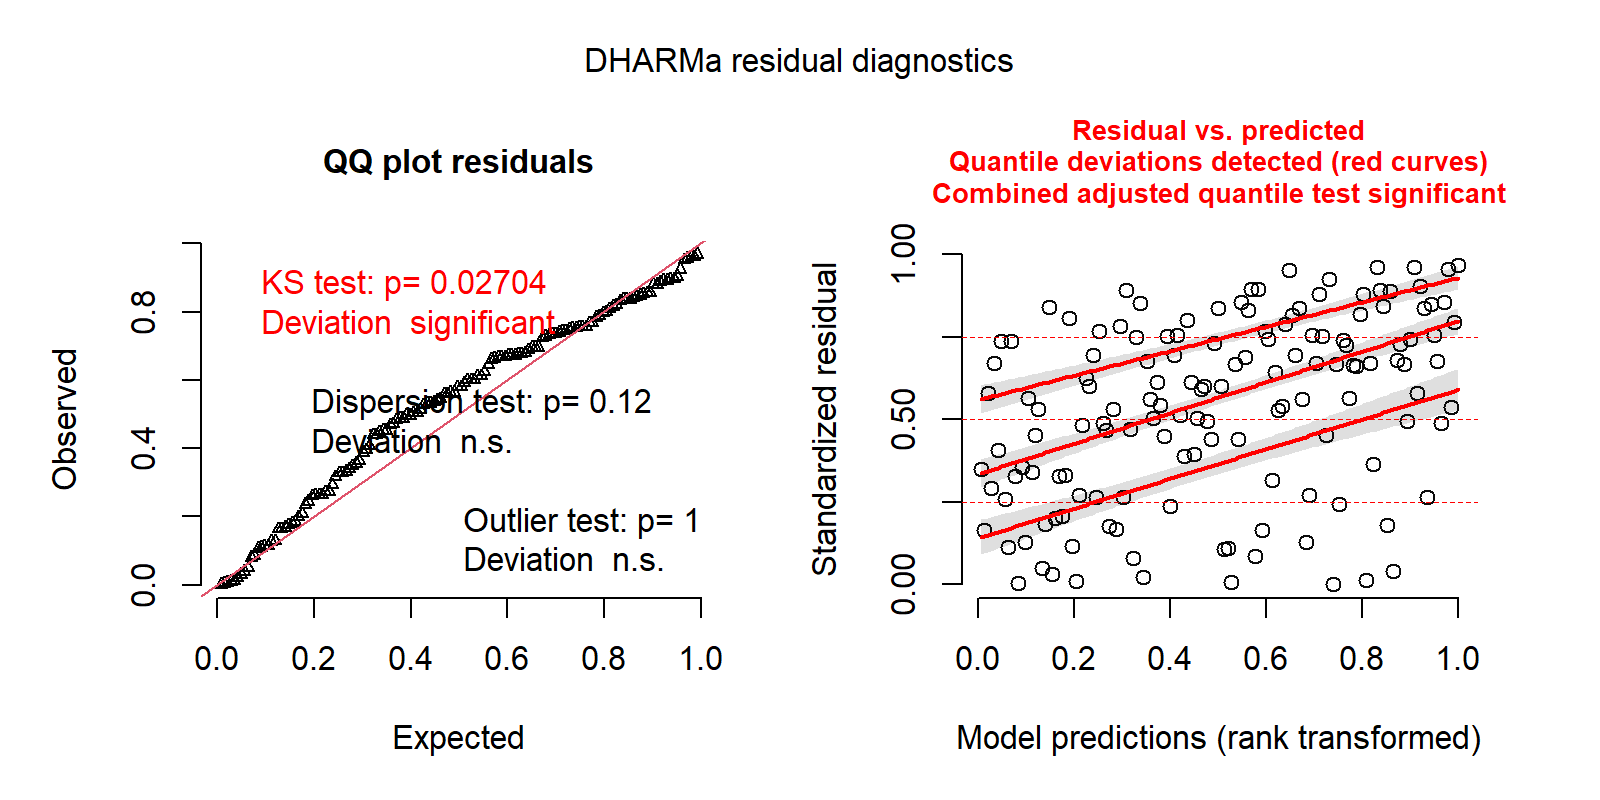 DHARMa residual diagnostics
QQ plot residuals
KS test: p= 0.02704
Deviation  significant
Dispersion test: p= 0.12
Deviation  n.s.
Outlier test: p= 1
Deviation  n.s.
Observed
0.0
0.4
0.8
0.0 0.2 0.4 0.6 0.8 1.0
Expected
Residual vs. predicted
Quantile deviations detected (red curves)
Combined adjusted quantile test significant
Standardized residual
0.00
0.50
1.00
0.0 0.2 0.4 0.6 0.8 1.0
Model predictions (rank transformed)